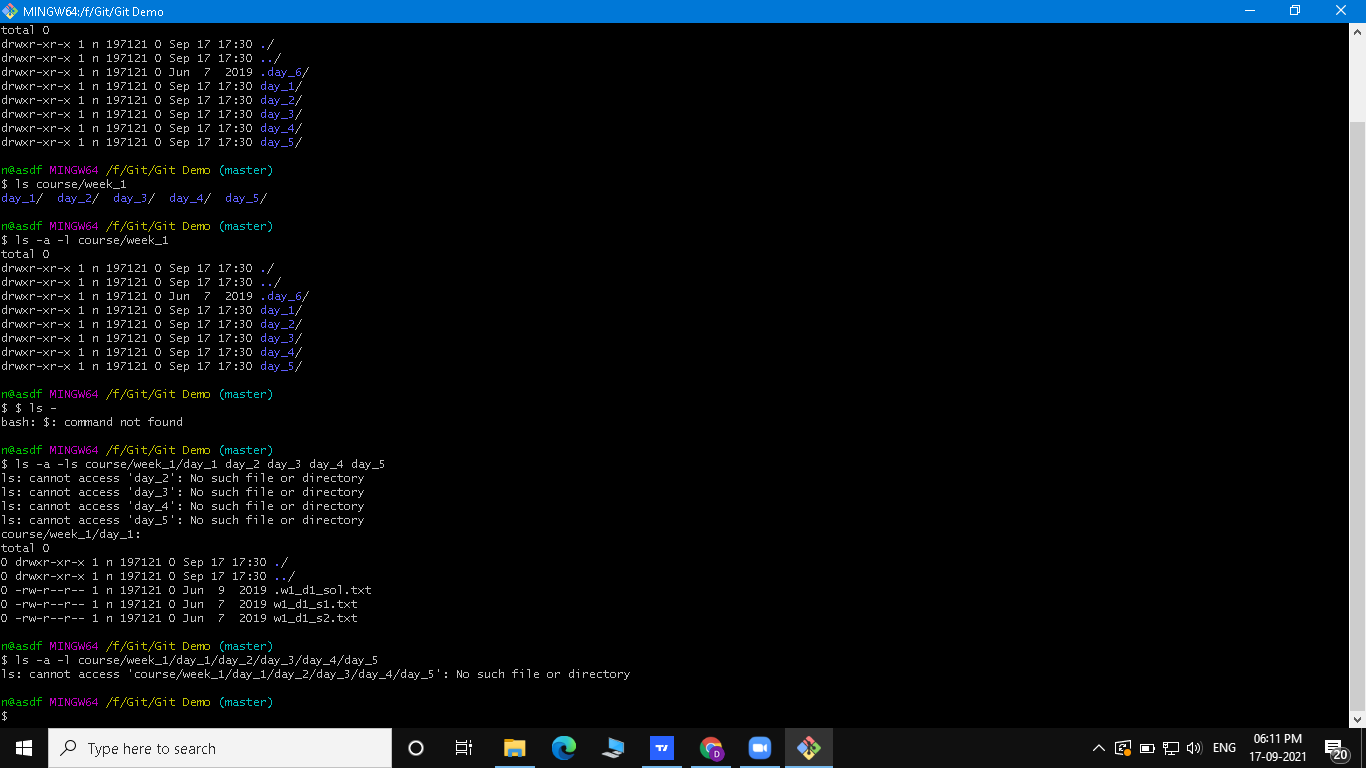 MINGW64:/f/Git/Git Demo
total 0
drwxr-xr-x 1 n 197121 0 Sep 17 17:30 ./
drwxr-xr-x 1 n 197121 0 Sep 17 17:30 ../
drwxr-xr-x 1 n 197121 0 Jun  7  2019 .day_6/
drwxr-xr-x 1 n 197121 0 Sep 17 17:30 day_1/
drwxr-xr-x 1 n 197121 0 Sep 17 17:30 day_2/
drwxr-xr-x 1 n 197121 0 Sep 17 17:30 day_3/
drwxr-xr-x 1 n 197121 0 Sep 17 17:30 day_4/
drwxr-xr-x 1 n 197121 0 Sep 17 17:30 day_5/
n@asdf MINGW64 /f/Git/Git Demo (master)
$ ls course/week_1
day_1/  day_2/  day_3/  day_4/  day_5/
n@asdf MINGW64 /f/Git/Git Demo (master)
$ ls -a -l course/week_1
total 0
drwxr-xr-x 1 n 197121 0 Sep 17 17:30 ./
drwxr-xr-x 1 n 197121 0 Sep 17 17:30 ../
drwxr-xr-x 1 n 197121 0 Jun  7  2019 .day_6/
drwxr-xr-x 1 n 197121 0 Sep 17 17:30 day_1/
drwxr-xr-x 1 n 197121 0 Sep 17 17:30 day_2/
drwxr-xr-x 1 n 197121 0 Sep 17 17:30 day_3/
drwxr-xr-x 1 n 197121 0 Sep 17 17:30 day_4/
drwxr-xr-x 1 n 197121 0 Sep 17 17:30 day_5/
n@asdf MINGW64 /f/Git/Git Demo (master)
$ $ ls -
bash: $: command not found
n@asdf MINGW64 /f/Git/Git Demo (master)
$ ls -a -ls course/week_1/day_1 day_2 day_3 day_4 day_5
ls: cannot access 'day_2': No such file or directory
ls: cannot access 'day_3': No such file or directory
ls: cannot access 'day_4': No such file or directory
ls: cannot access 'day_5': No such file or directory
course/week_1/day_1:
total 0
0 drwxr-xr-x 1 n 197121 0 Sep 17 17:30 ./
0 drwxr-xr-x 1 n 197121 0 Sep 17 17:30 ../
0 -rw-r--r-- 1 n 197121 0 Jun  9  2019 .w1_d1_sol.txt
0 -rw-r--r-- 1 n 197121 0 Jun  7  2019 w1_d1_s1.txt
0 -rw-r--r-- 1 n 197121 0 Jun  7  2019 w1_d1_s2.txt
n@asdf MINGW64 /f/Git/Git Demo (master)
$ ls -a -l course/week_1/day_1/day_2/day_3/day_4/day_5
ls: cannot access 'course/week_1/day_1/day_2/day_3/day_4/day_5': No such file or directory
n@asdf MINGW64 /f/Git/Git Demo (master)
$
Type here to search
D
ENG
06:11 PM
17-09-2021
20